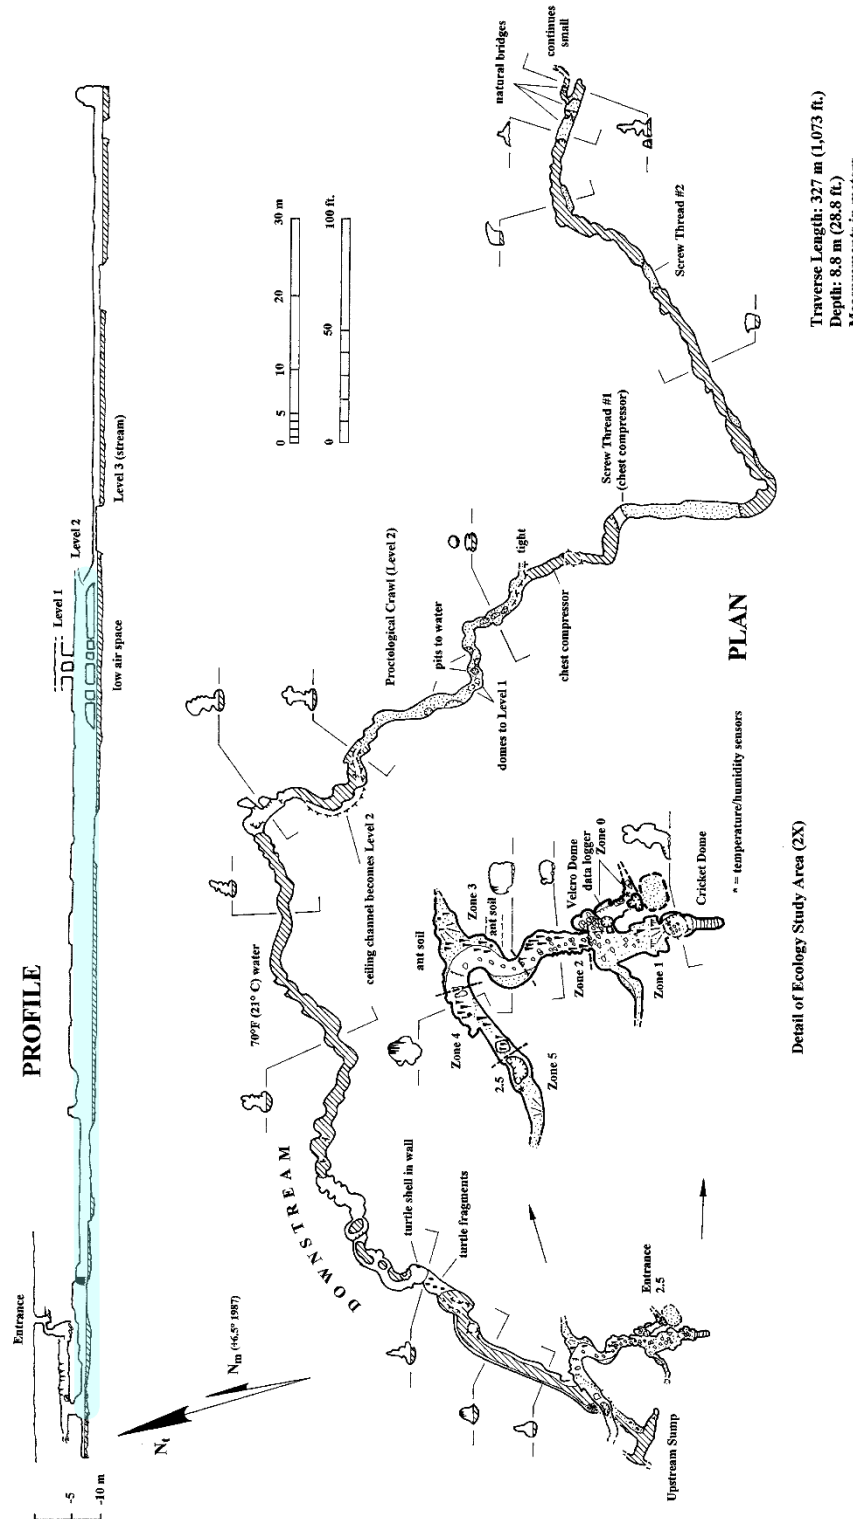 PROFILE
Entrance
-5
-10 m
Level 1
Level 2
low air space
Level 3 (stream)
0 5 10 20 30 m
0 50 100 ft.
Nt
Nm (+6.5° 1987)
DOWNSTREAM
70°F (21° C) water
ceiling channel becomes Level 2
Proctological Crawl (Level 2)
pits to water
domes to Level 1
tight
chest compressor
Screw Thread #1
(chest compressor)
Screw Thread #2
natural bridges
continues
small
turtle shell in wall
turtle fragments
Upstream Sump
Entrance
2.5
PLAN
ant soil
Zone 3
ant soil
Zone 4
2.5
Zone 5
Zone 2
Velcro Dome
data logger
Zone 0
Zone 1
Cricket Dome
^ = temperature/humidity sensors
Detail of Ecology Study Area (2X)
Traverse Length: 327 m (1,073 ft.)
Depth: 8.8 m (28.8 ft.)